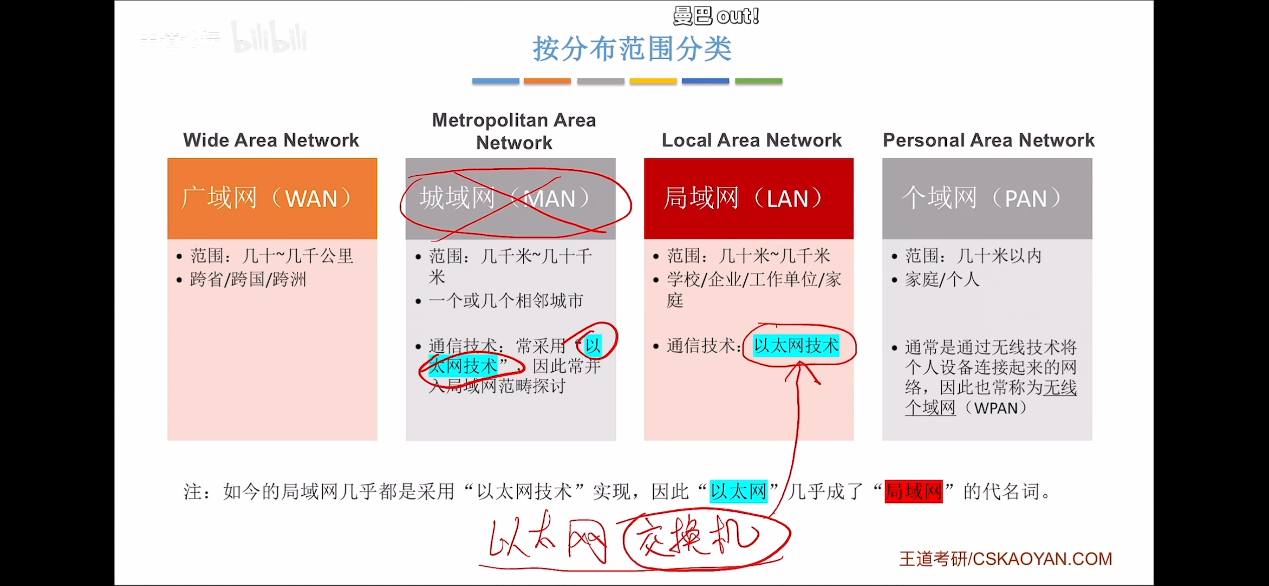 曼巴 out!
bilibili
按分布范围分类
Wide Area Network
广域网（WAN）
• 范围：几十~几千公里
• 跨省/跨国/跨洲
Metropolitan Area
Network
城域网（MAN）
• 范围：几千米~几十千
米
• 一个或几个相邻城市
• 通信技术：常采用“以
太网技术”，因此常并
入局域网范畴探讨
Local Area Network
局域网（LAN）
• 范围：几十米~几千米
• 学校/企业/工作单位/家
庭
• 通信技术：以太网技术
Personal Area Network
个域网（PAN）
• 范围：几十米以内
• 家庭/个人
• 通常是通过无线技术将
个人设备连接起来的网
络，因此也常称为无线
个域网（WPAN）
注：如今的局域网几乎都是采用“以太网技术”实现，因此“以太网”几乎成了“局域网”的代名词。
以太网交换机
王道考研/CSKAOYAN.COM